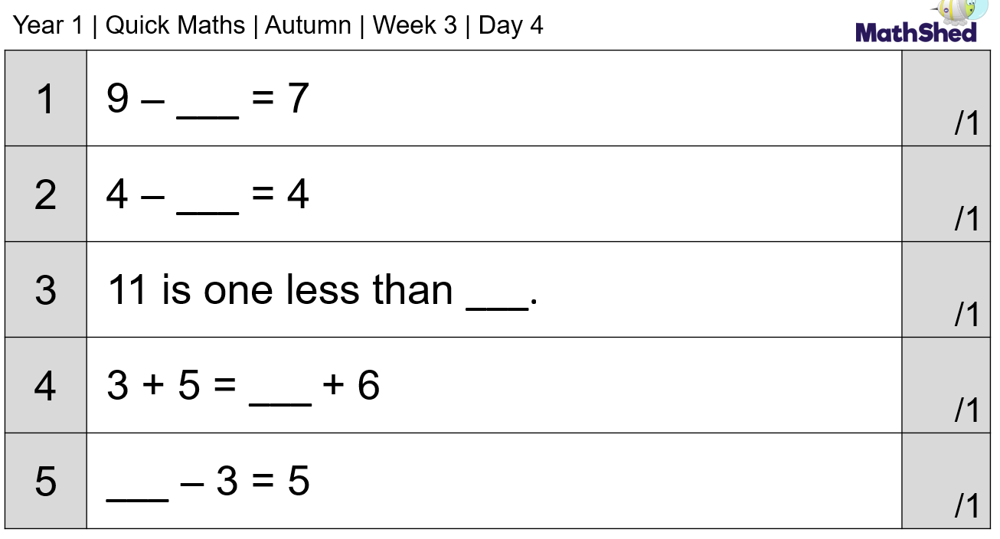 Year 1 | Quick Maths | Autumn | Week 3 | Day 4
MathShed
1 9 – ___ = 7 /1
2 4 – ___ = 4 /1
3 11 is one less than ___. /1
4 3 + 5 = ___ + 6 /1
5 ___ – 3 = 5 /1